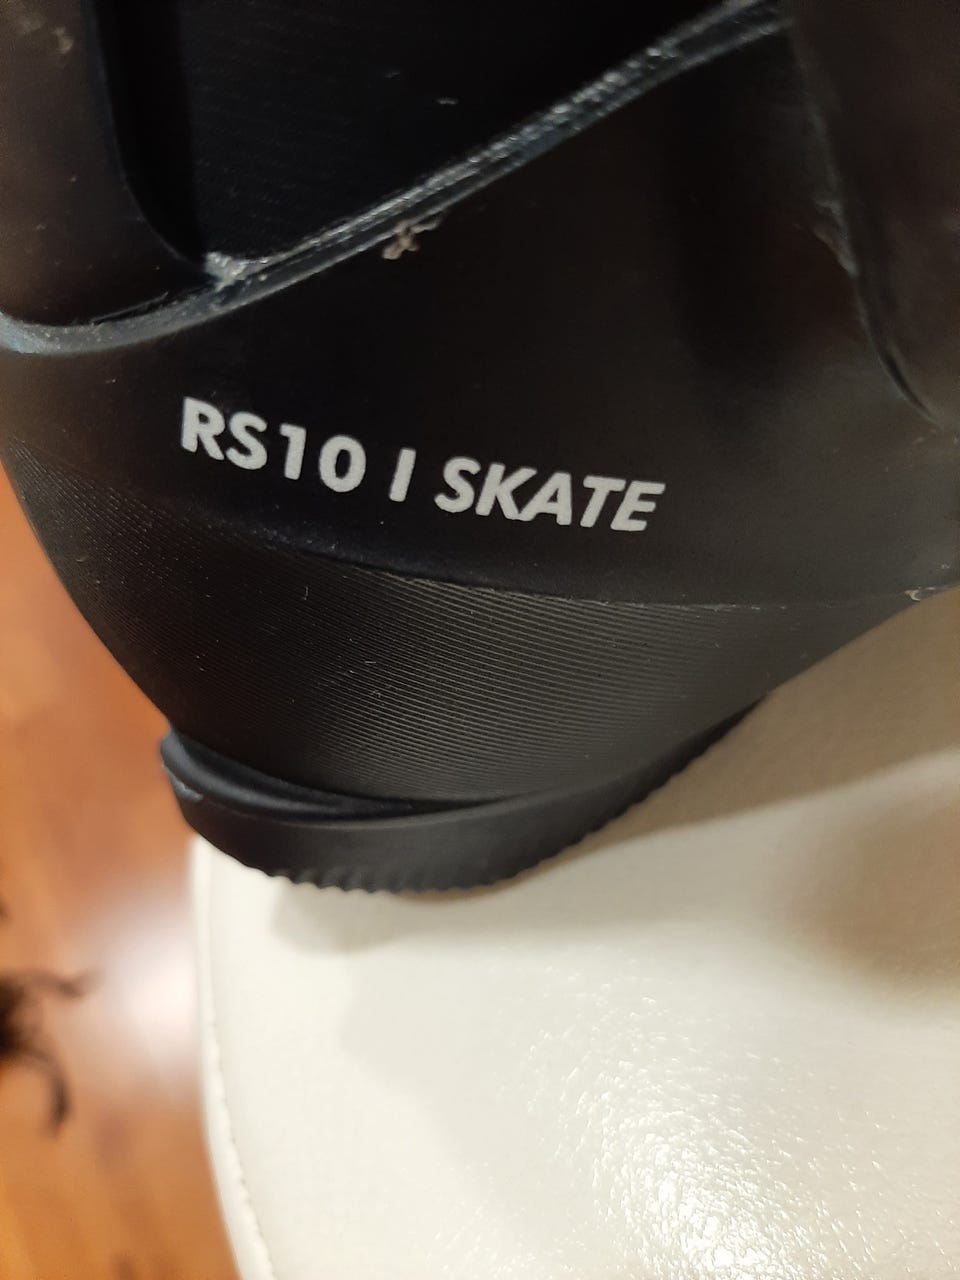 RS10 | SKATE